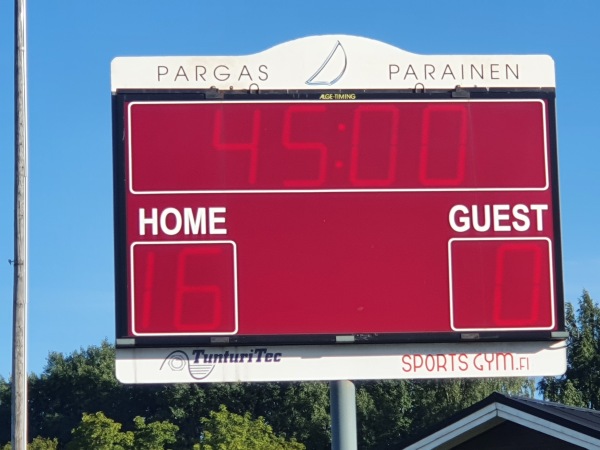 PARGAS PARAINEN
ALGE-TIMING
45:00
HOME GUEST
16 0
TunturiTec SPORTS GYM.FI